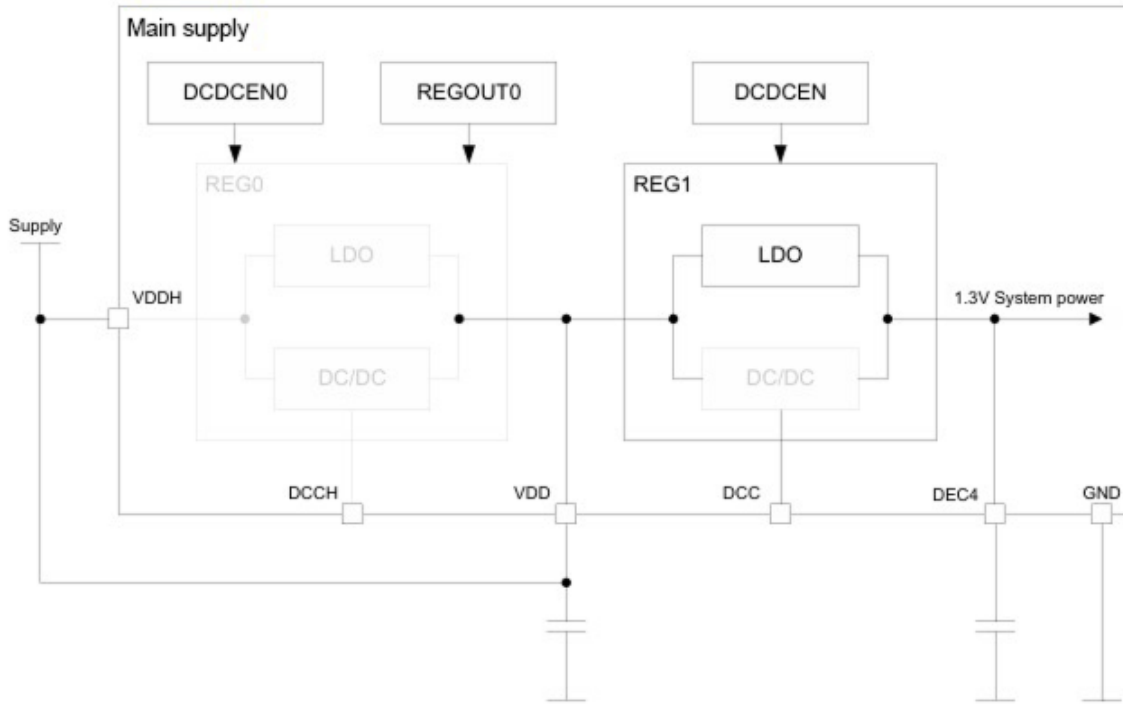 Main supply
DCDCEN0
REGOUT0
DCDCEN
REG0
REG1
Supply
LDO
LDO
VDDH
1.3V System power
DC/DC
DC/DC
DCCH
VDD
DCC
DEC4
GND